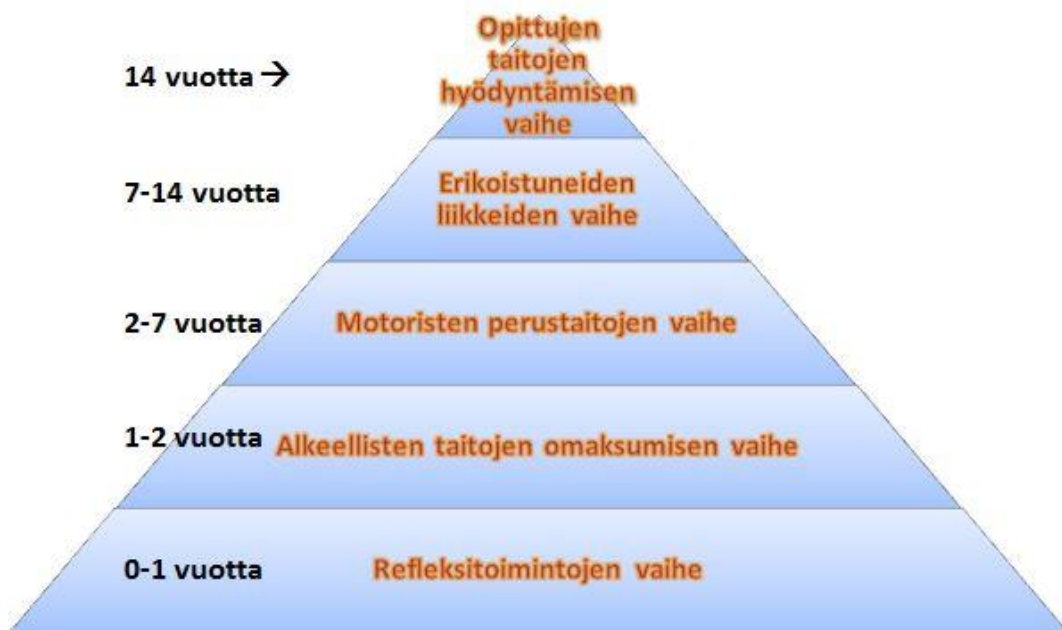 14 vuotta →
Opittujen
taitojen
hyödyntämisen
vaihe
7-14 vuotta
Erikoistuneiden
liikkeiden vaihe
2-7 vuotta
Motoristen perustaitojen vaihe
1-2 vuotta
Alkeellisten taitojen omaksumisen vaihe
0-1 vuotta
Refleksitoimintojen vaihe